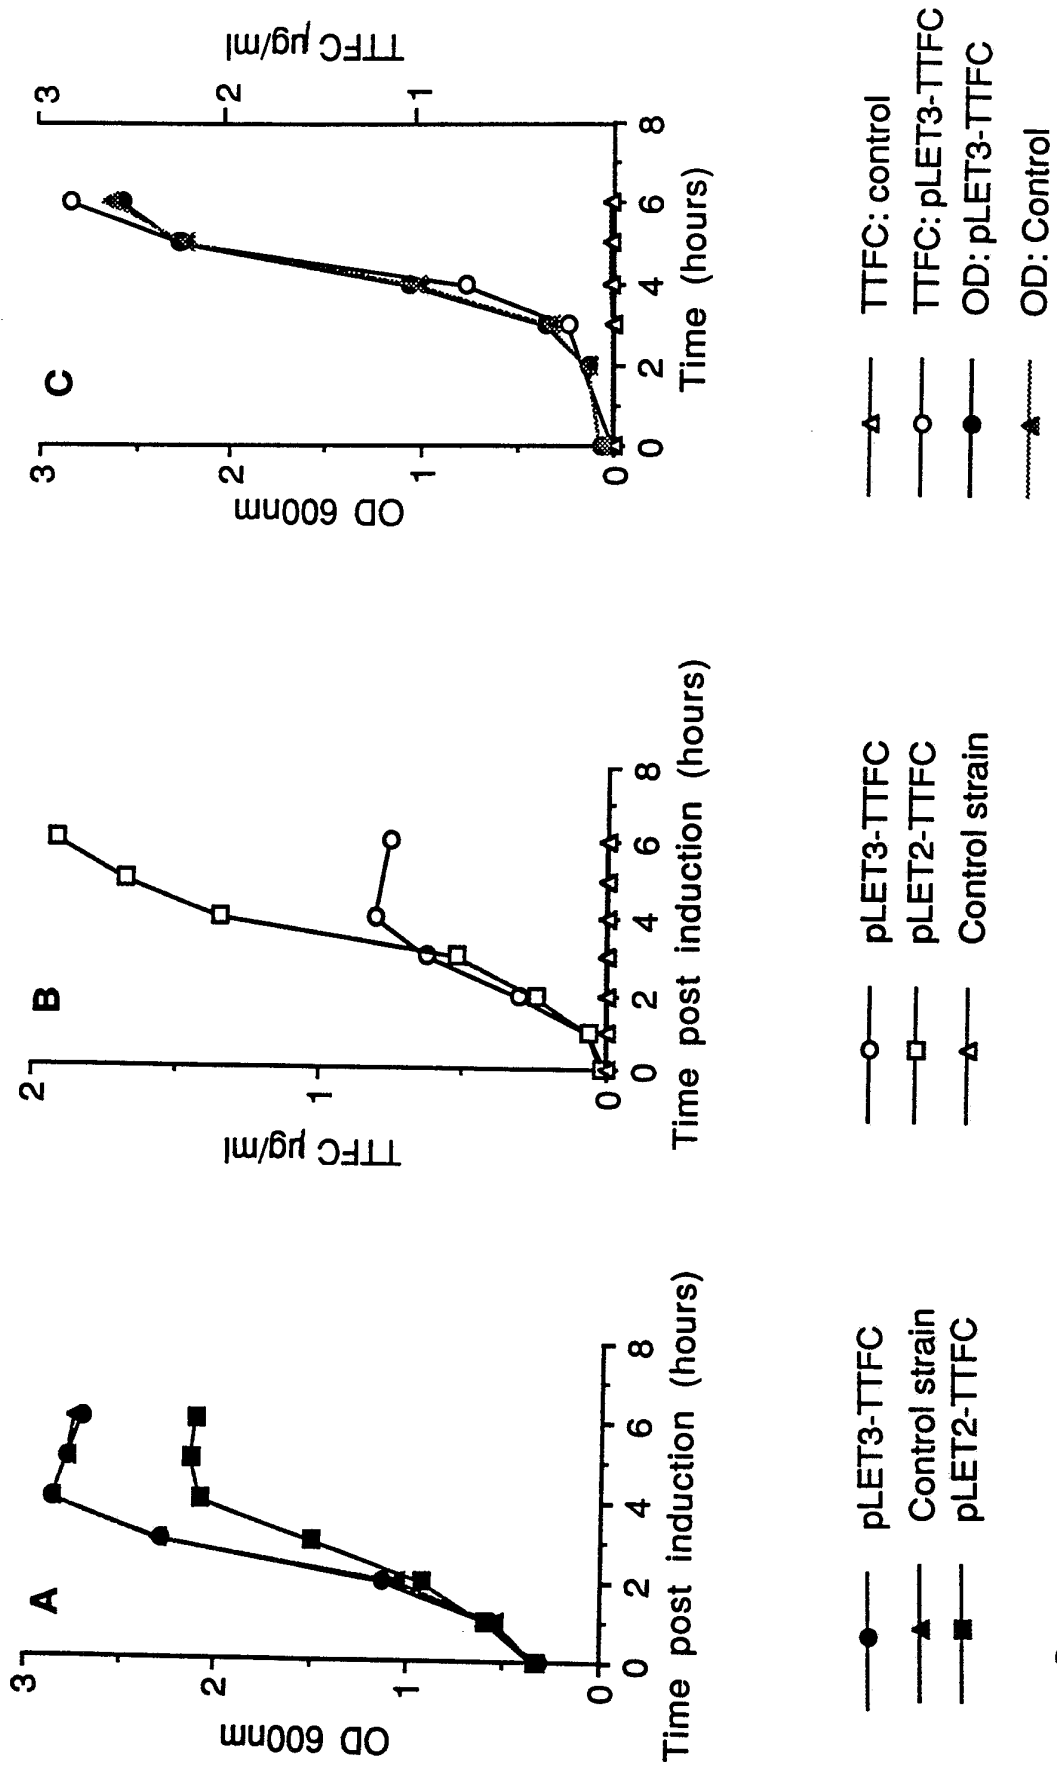 A
3
2
1
0
OD 600nm
0 2 4 6 8
Time post induction (hours)
pLET3-TTFC
Control strain
pLET2-TTFC
B
2
1
0
TTFC µg/ml
0 2 4 6 8
Time post induction (hours)
pLET3-TTFC
pLET2-TTFC
Control strain
C
3
2
1
0
OD 600nm
0 2 4 6 8
Time (hours)
3
2
1
TTFC µg/ml
TTFC: control
TTFC: pLET3-TTFC
OD: pLET3-TTFC
OD: Control